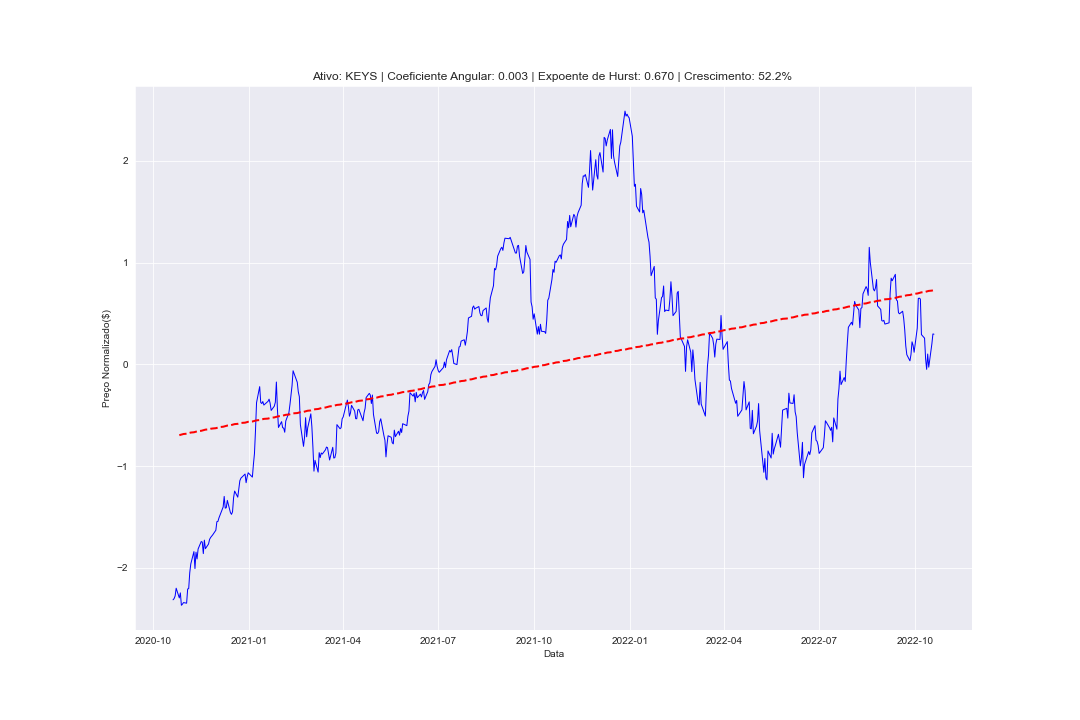 Ativo: KEYS | Coeficiente Angular: 0.003 | Expoente de Hurst: 0.670 | Crescimento: 52.2%
Preço Normalizado($)
2
1
0
−1
−2
2020-10 2021-01 2021-04 2021-07 2021-10 2022-01 2022-04 2022-07 2022-10
Data